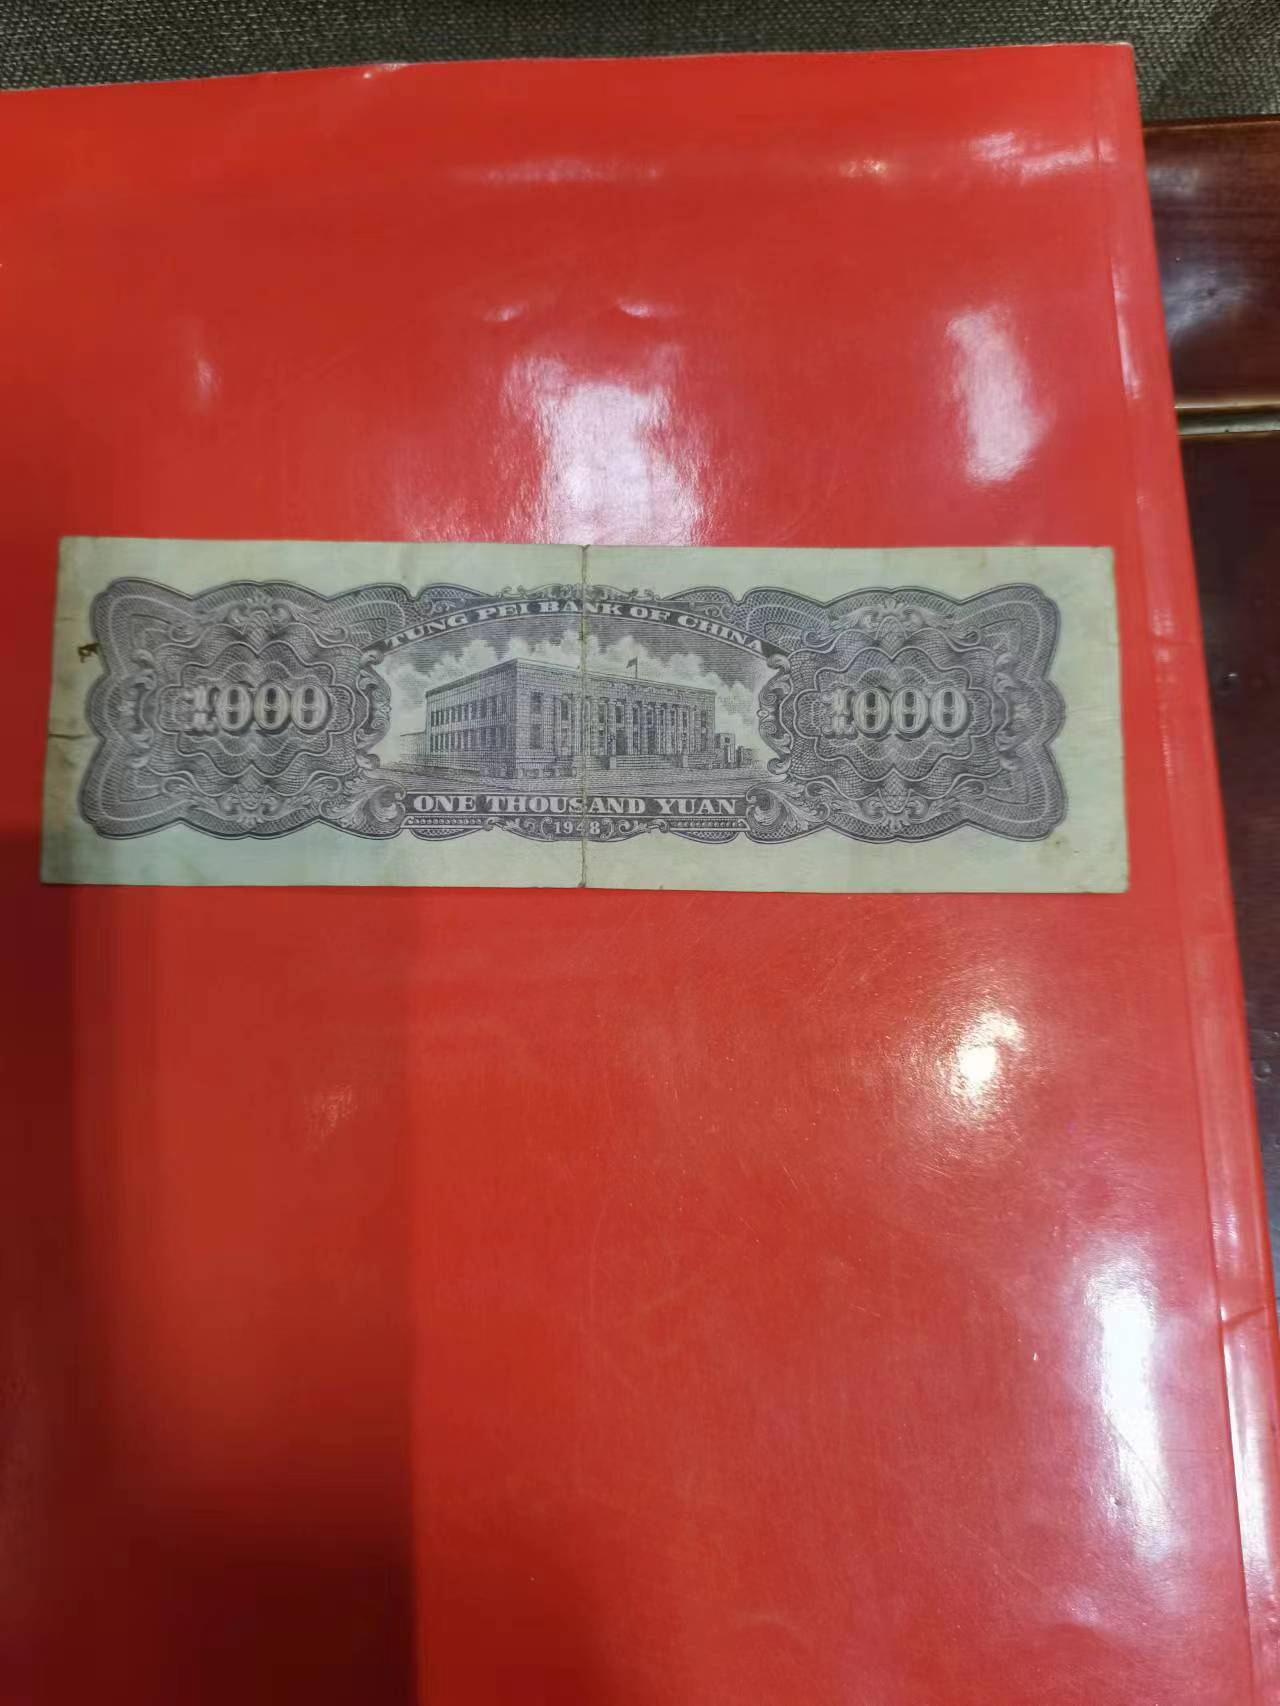 TUNG PEI BANK OF CHINA
1000 1000
ONE THOUSAND YUAN
1948